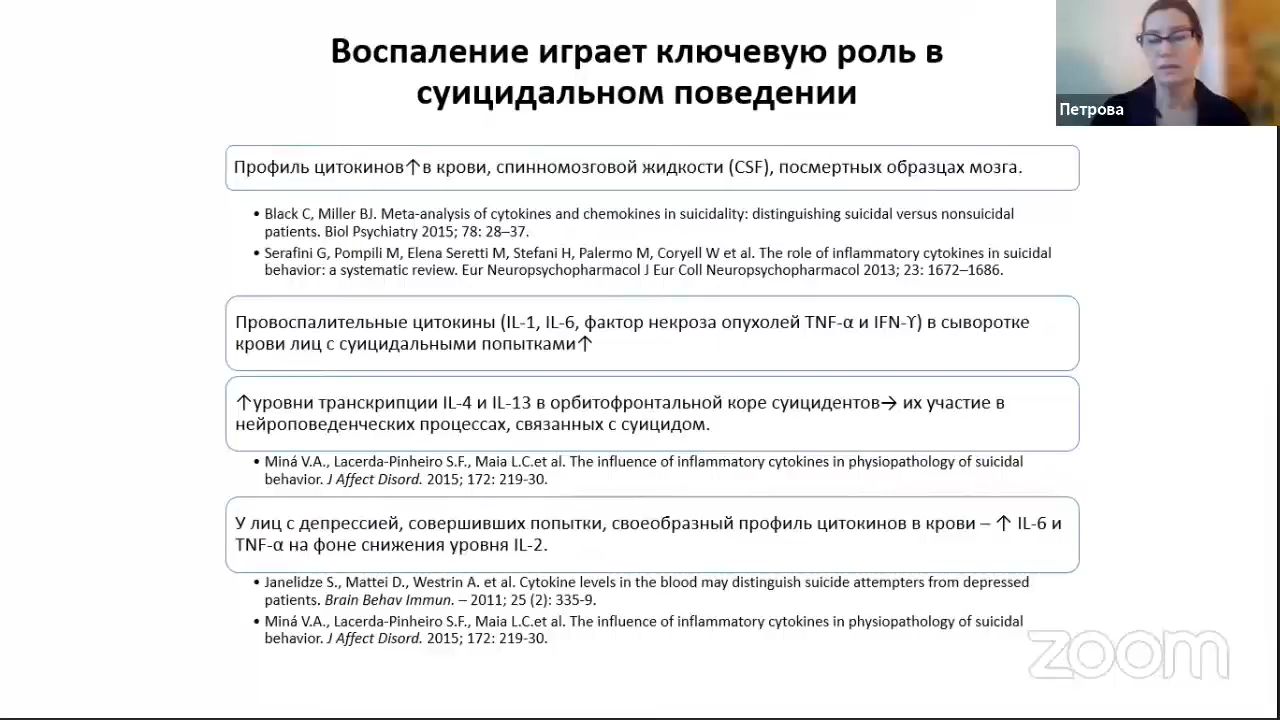 Воспаление играет ключевую роль в
суицидальном поведении
Петрова
Профиль цитокинов↑в крови, спинномозговой жидкости (CSF), посмертных образцах мозга.
• Black C, Miller BJ. Meta-analysis of cytokines and chemokines in suicidality: distinguishing suicidal versus nonsuicidal
patients. Biol Psychiatry 2015; 78: 28–37.
• Serafini G, Pompili M, Elena Seretti M, Stefani H, Palermo M, Coryell W et al. The role of inflammatory cytokines in suicidal
behavior: a systematic review. Eur Neuropsychopharmacol J Eur Coll Neuropsychopharmacol 2013; 23: 1672–1686.
Провоспалительные цитокины (IL-1, IL-6, фактор некроза опухолей TNF-α и IFN-ϒ) в сыворотке
крови лиц с суицидальными попытками↑
↑уровни транскрипции IL-4 и IL-13 в орбитофронтальной коре суицидентов→ их участие в
нейроповеденческих процессах, связанных с суицидом.
• Miná V.A., Lacerda-Pinheiro S.F., Maia L.C.et al. The influence of inflammatory cytokines in physiopathology of suicidal
behavior. J Affect Disord. 2015; 172: 219-30.
У лиц с депрессией, совершивших попытки, своеобразный профиль цитокинов в крови – ↑ IL-6 и
TNF-α на фоне снижения уровня IL-2.
• Janelidze S., Mattei D., Westrin A. et al. Cytokine levels in the blood may distinguish suicide attempters from depressed
patients. Brain Behav Immun. – 2011; 25 (2): 335-9.
• Miná V.A., Lacerda-Pinheiro S.F., Maia L.C.et al. The influence of inflammatory cytokines in physiopathology of suicidal
behavior. J Affect Disord. 2015; 172: 219-30.
zoom